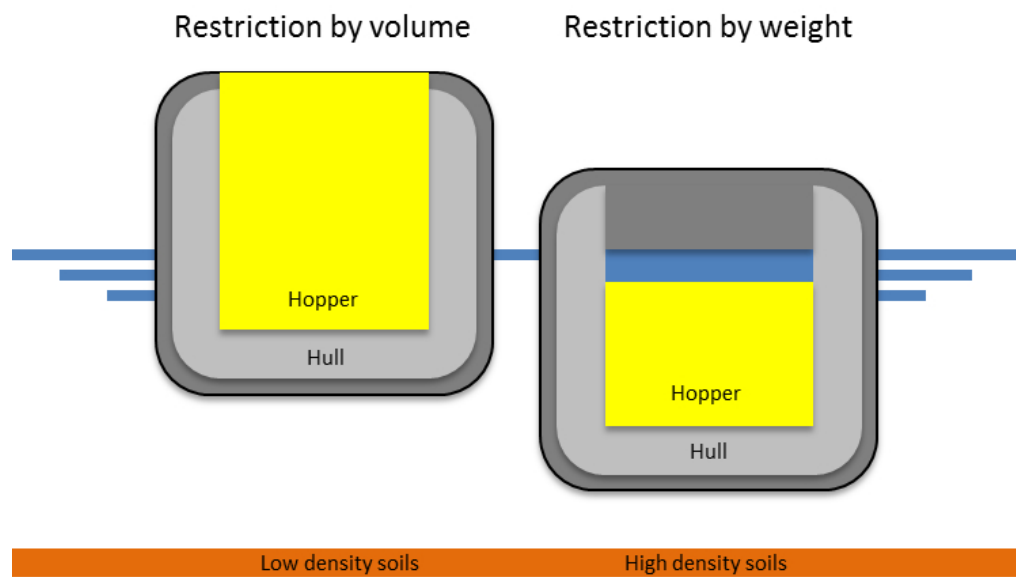 Restriction by volume
Restriction by weight
Hopper
Hull
Hopper
Hull
Low density soils
High density soils